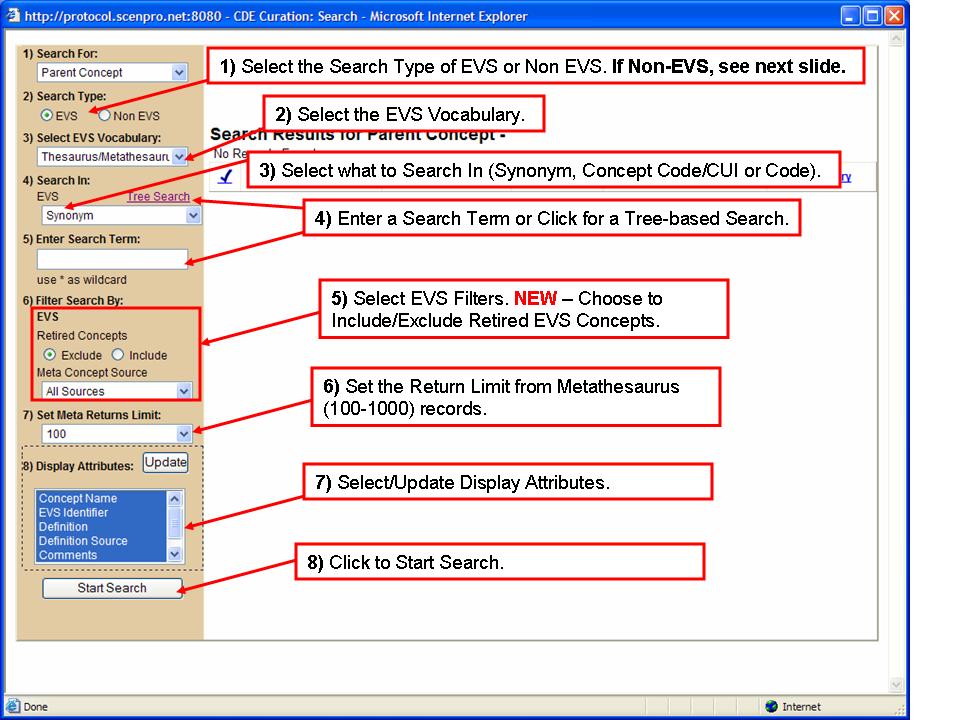 http://protocol.scenpro.net:8080 - CDE Curation: Search - Microsoft Internet Explorer
1) Search For:
Parent Concept
1) Select the Search Type of EVS or Non EVS. If Non-EVS, see next slide.
2) Search Type:
EVS
Non EVS
2) Select the EVS Vocabulary.
3) Select EVS Vocabulary:
Search Results for Parent Concept -
Thesaurus/Metathesauru
No
3) Select what to Search In (Synonym, Concept Code/CUI or Code).
4) Search In:
EVS
Tree Search
Synonym
4) Enter a Search Term or Click for a Tree-based Search.
5) Enter Search Term:
use * as wildcard
6) Filter Search By:
EVS
5) Select EVS Filters. NEW – Choose to
Include/Exclude Retired EVS Concepts.
Retired Concepts
Exclude
Include
Meta Concept Source
All Sources
6) Set the Return Limit from Metathesaurus
(100-1000) records.
7) Set Meta Returns Limit:
100
8) Display Attributes:
Update
7) Select/Update Display Attributes.
Concept Name
EVS Identifier
Definition
Definition Source
Comments
8) Click to Start Search.
Start Search
Done
Internet